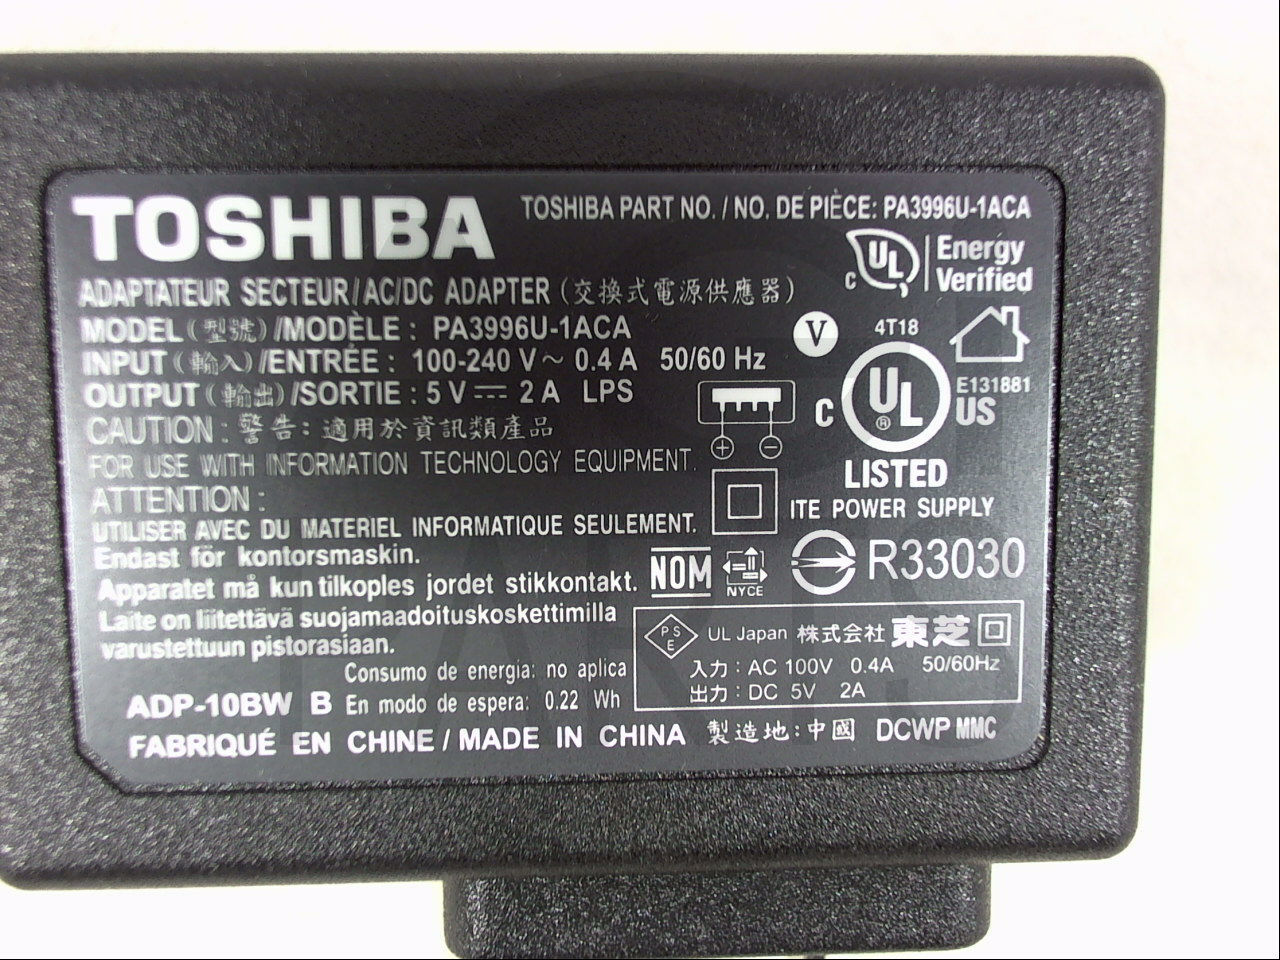 TOSHIBA
TOSHIBA PART NO. / NO. DE PIÈCE: PA3996U-1ACA
ADAPTATEUR SECTEUR/AC/DC ADAPTER (交換式電源供應器)
MODEL (型號) /MODÈLE : PA3996U-1ACA
INPUT (輸入) /ENTRÉE : 100-240 V~ 0.4 A 50/60 Hz
OUTPUT (輸出) /SORTIE : 5 V⎓ 2 A LPS
CAUTION : 警告: 適用於資訊類產品
FOR USE WITH INFORMATION TECHNOLOGY EQUIPMENT.
ATTENTION :
UTILISER AVEC DU MATERIEL INFORMATIQUE SEULEMENT.
Endast för kontorsmaskin.
Apparatet må kun tilkoples jordet stikkontakt.
Laite on liitettävä suojamaadoituskoskettimilla
varustettuun pistorasiaan.
Consumo de energia: no aplica
ADP-10BW B En modo de espera: 0.22 Wh
FABRIQUÉ EN CHINE / MADE IN CHINA 製造地:中國 DCWP MMC
C UL Energy
Verified
V
4T18
C UL ® US
E131881
LISTED
ITE POWER SUPPLY
+ −
NOM NYCE
R33030
PSE UL Japan 株式会社 東芝
入力 : AC 100V 0.4A 50/60Hz
出力 : DC 5V 2A